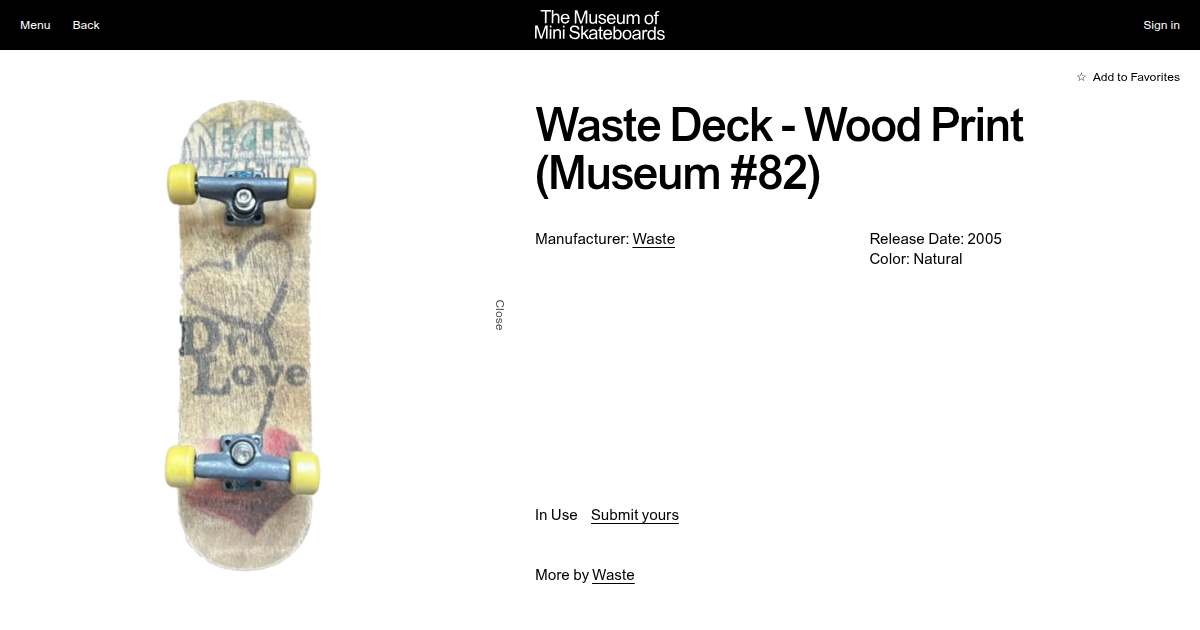 Menu
Back
The Museum of
Mini Skateboards
Sign in
☆ Add to Favorites
Dr.
Love
Close
Waste Deck - Wood Print
(Museum #82)
Manufacturer: Waste
Release Date: 2005
Color: Natural
In Use
Submit yours
More by Waste